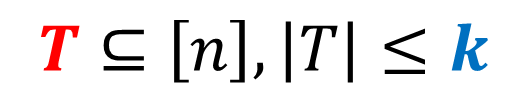 T ⊆ [n], |T| ≤ k